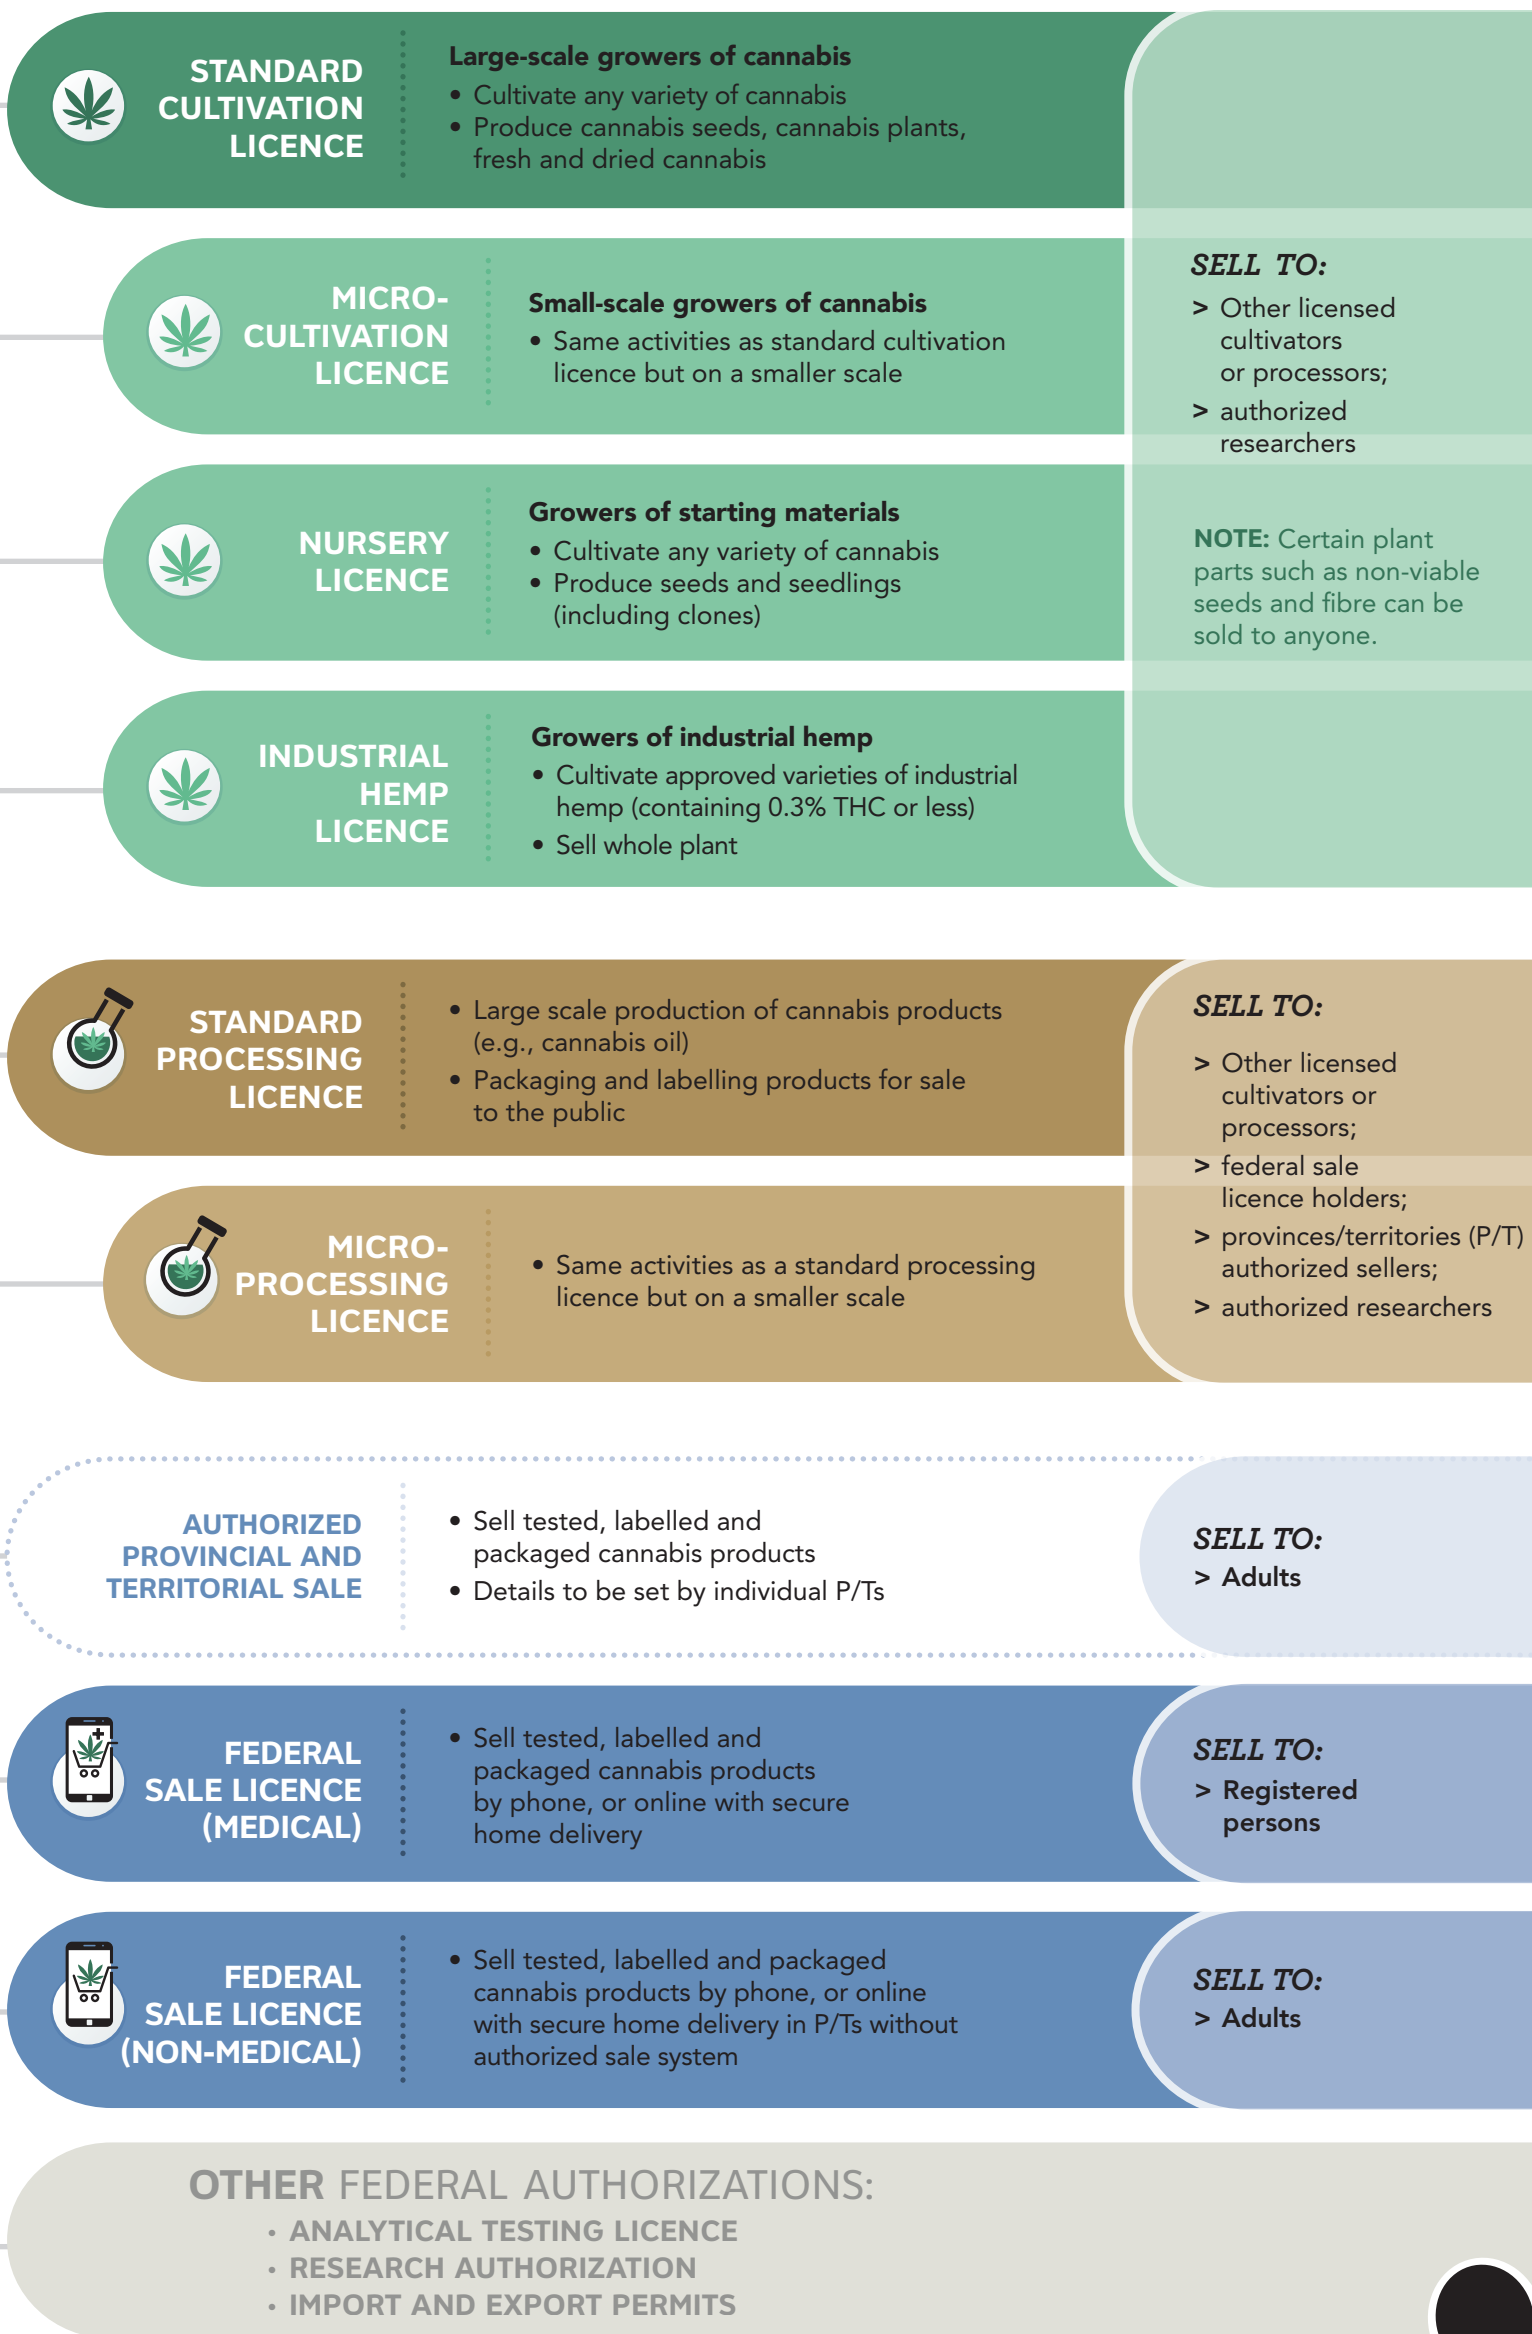 STANDARD
CULTIVATION
LICENCE
Large-scale growers of cannabis
• Cultivate any variety of cannabis
• Produce cannabis seeds, cannabis plants,
fresh and dried cannabis
MICRO-
CULTIVATION
LICENCE
Small-scale growers of cannabis
• Same activities as standard cultivation
licence but on a smaller scale
NURSERY
LICENCE
Growers of starting materials
• Cultivate any variety of cannabis
• Produce seeds and seedlings
(including clones)
INDUSTRIAL
HEMP
LICENCE
Growers of industrial hemp
• Cultivate approved varieties of industrial
hemp (containing 0.3% THC or less)
• Sell whole plant
SELL TO:
> Other licensed
cultivators
or processors;
> authorized
researchers
NOTE: Certain plant
parts such as non-viable
seeds and fibre can be
sold to anyone.
STANDARD
PROCESSING
LICENCE
• Large scale production of cannabis products
(e.g., cannabis oil)
• Packaging and labelling products for sale
to the public
MICRO-
PROCESSING
LICENCE
• Same activities as a standard processing
licence but on a smaller scale
SELL TO:
> Other licensed
cultivators or
processors;
> federal sale
licence holders;
> provinces/territories (P/T)
authorized sellers;
> authorized researchers
AUTHORIZED
PROVINCIAL AND
TERRITORIAL SALE
• Sell tested, labelled and
packaged cannabis products
• Details to be set by individual P/Ts
SELL TO:
> Adults
FEDERAL
SALE LICENCE
(MEDICAL)
• Sell tested, labelled and
packaged cannabis products
by phone, or online with secure
home delivery
SELL TO:
> Registered
persons
FEDERAL
SALE LICENCE
(NON-MEDICAL)
• Sell tested, labelled and packaged
cannabis products by phone, or online
with secure home delivery in P/Ts without
authorized sale system
SELL TO:
> Adults
OTHER FEDERAL AUTHORIZATIONS:
• ANALYTICAL TESTING LICENCE
• RESEARCH AUTHORIZATION
• IMPORT AND EXPORT PERMITS